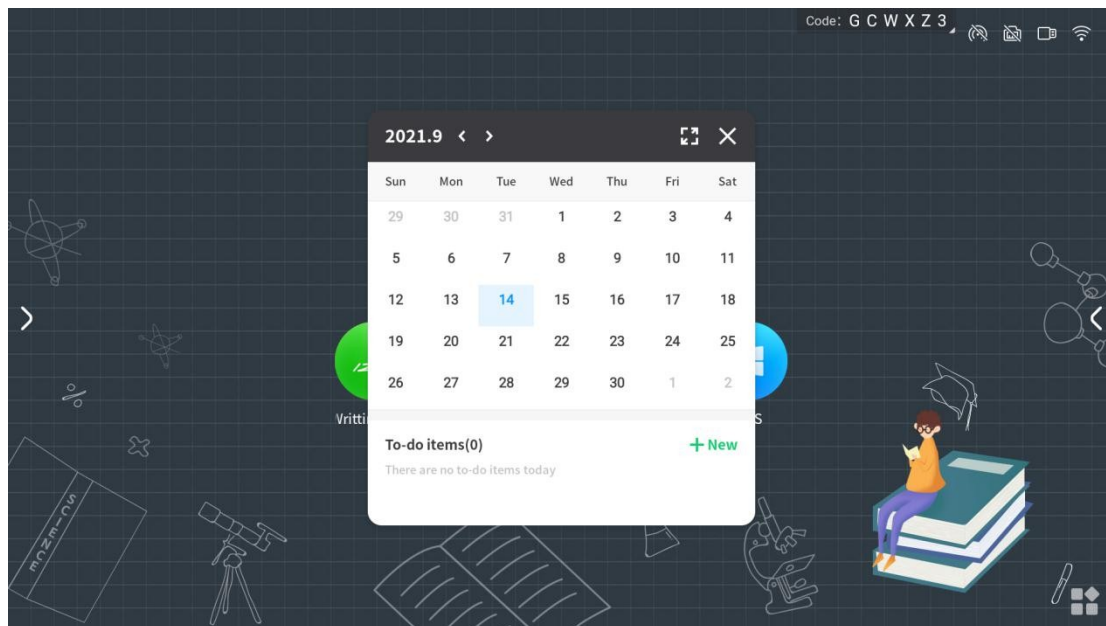 Code: G C W X Z 3
2021.9 < >
Sun Mon Tue Wed Thu Fri Sat
29 30 31 1 2 3 4
5 6 7 8 9 10 11
12 13 14 15 16 17 18
19 20 21 22 23 24 25
26 27 28 29 30 1 2
Vritti
S
To-do items(0) + New
There are no to-do items today
SCIENCE